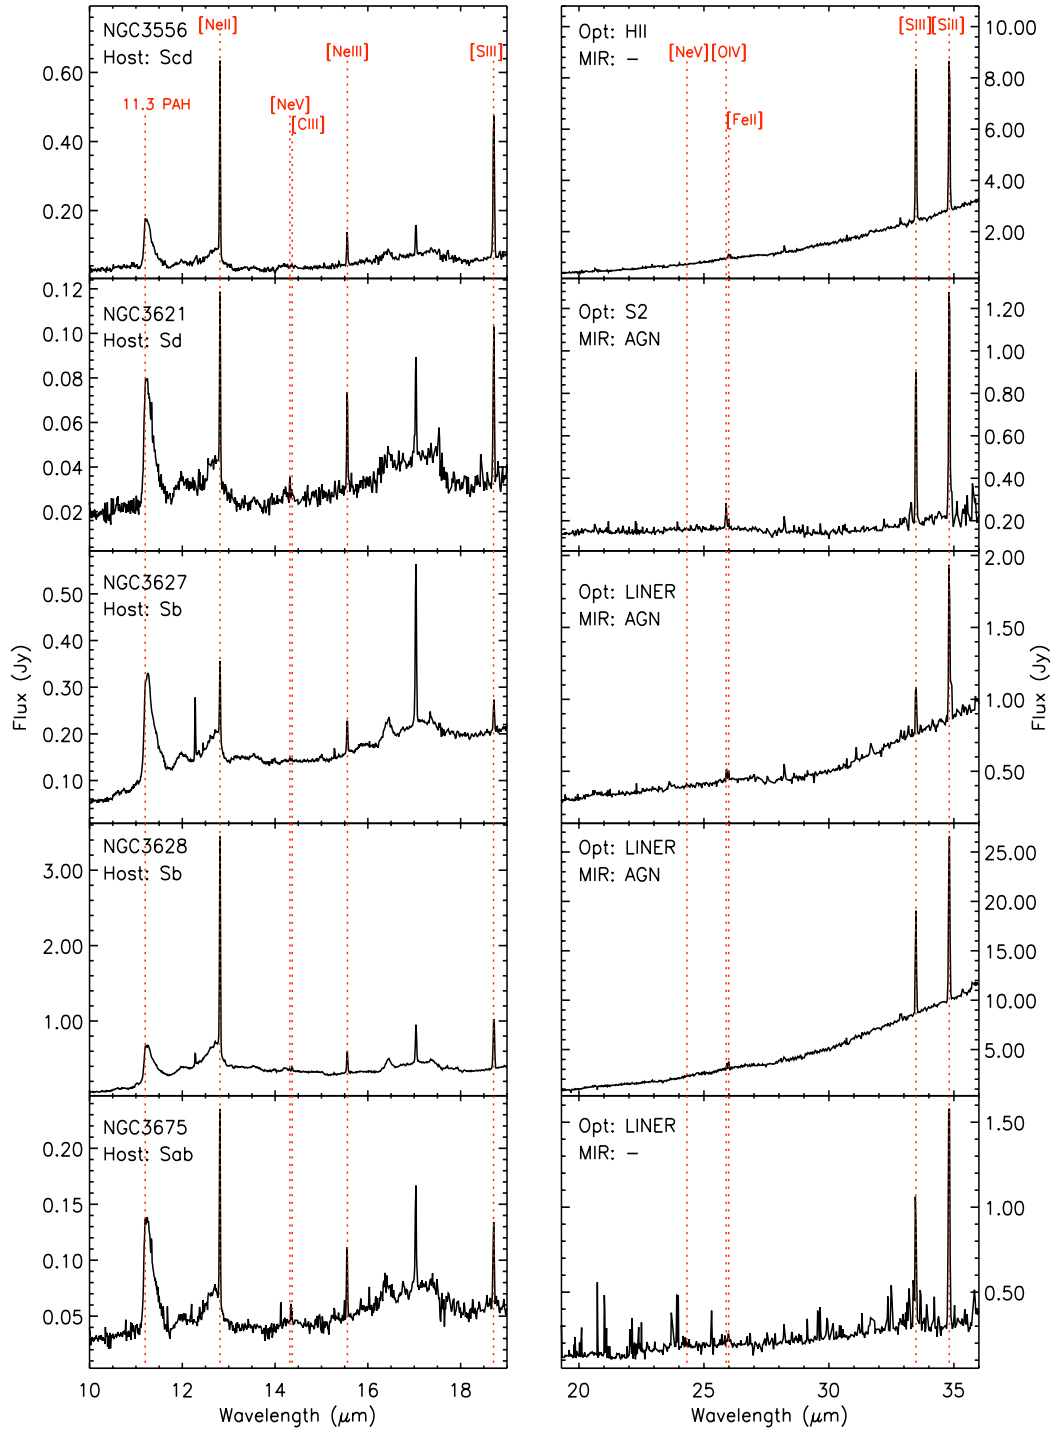 NGC3556
Host: Scd
[NeII]
[NeIII]
[SIII]
11.3 PAH
[NeV]
[CIII]
0.60
0.40
0.20
Opt: HII
MIR: –
[SIII]
[SiII]
[NeV]
[OIV]
[FeII]
10.00
8.00
6.00
4.00
2.00
NGC3621
Host: Sd
0.12
0.10
0.08
0.06
0.04
0.02
Opt: S2
MIR: AGN
1.20
1.00
0.80
0.60
0.40
0.20
NGC3627
Host: Sb
0.50
0.40
0.30
0.20
0.10
Flux (Jy)
Opt: LINER
MIR: AGN
2.00
1.50
1.00
0.50
Flux (Jy)
NGC3628
Host: Sb
3.00
2.00
1.00
Opt: LINER
MIR: AGN
25.00
20.00
15.00
10.00
5.00
NGC3675
Host: Sab
0.20
0.15
0.10
0.05
Opt: LINER
MIR: –
1.50
1.00
0.50
10 12 14 16 18
Wavelength (μm)
20 25 30 35
Wavelength (μm)